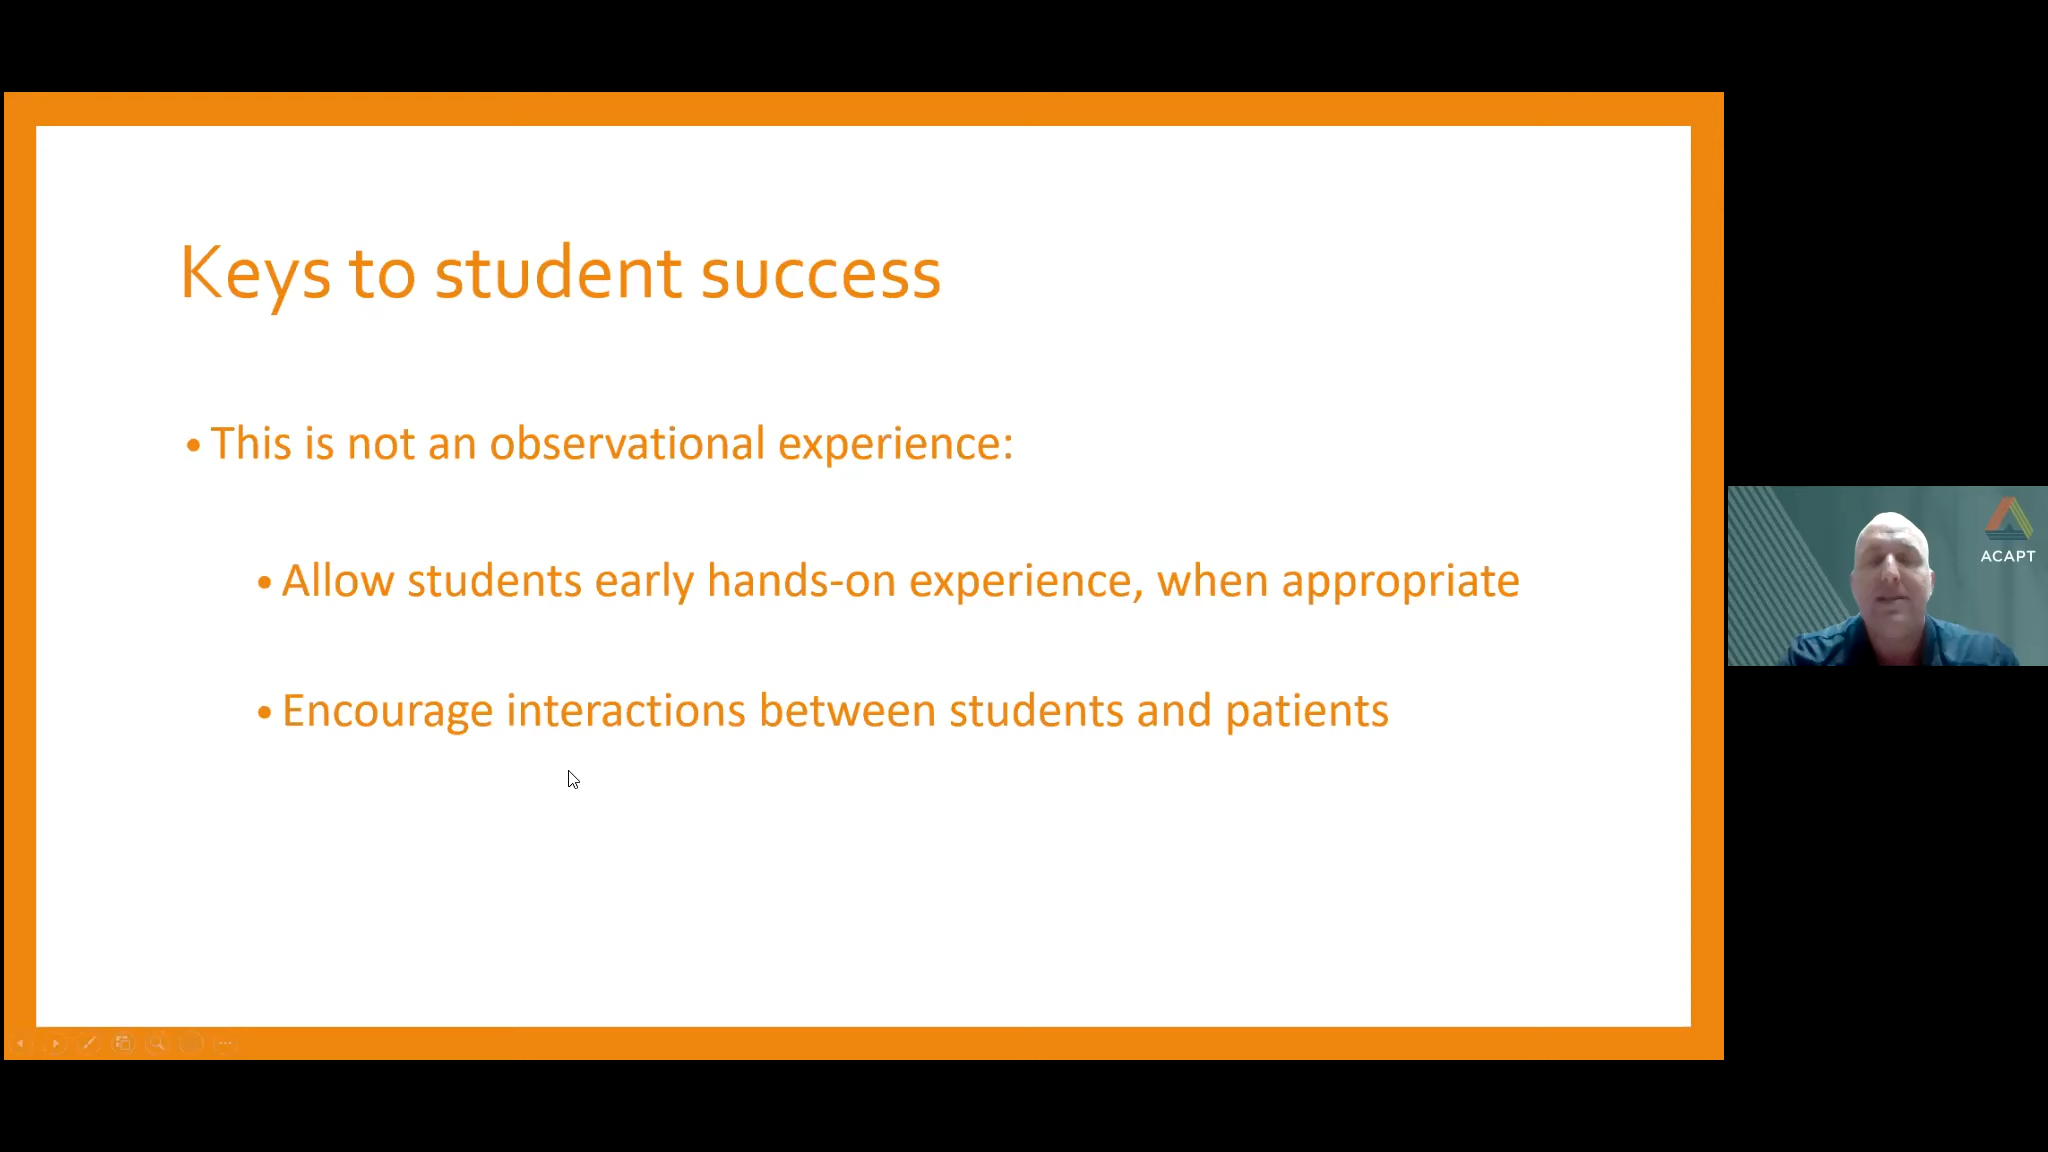 Keys to student success
• This is not an observational experience:
• Allow students early hands-on experience, when appropriate
• Encourage interactions between students and patients
ACAPT